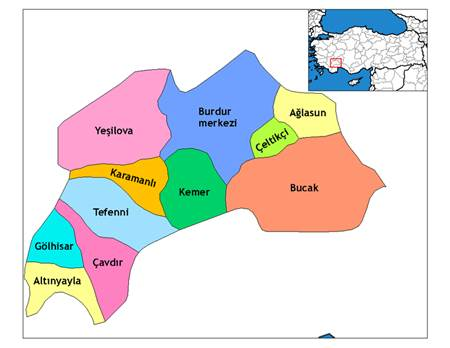 Burdur
merkezi
Ağlasun
Yeşilova
Çeltikçi
Karamanlı
Kemer
Bucak
Tefenni
Gölhisar
Çavdır
Altınyayla